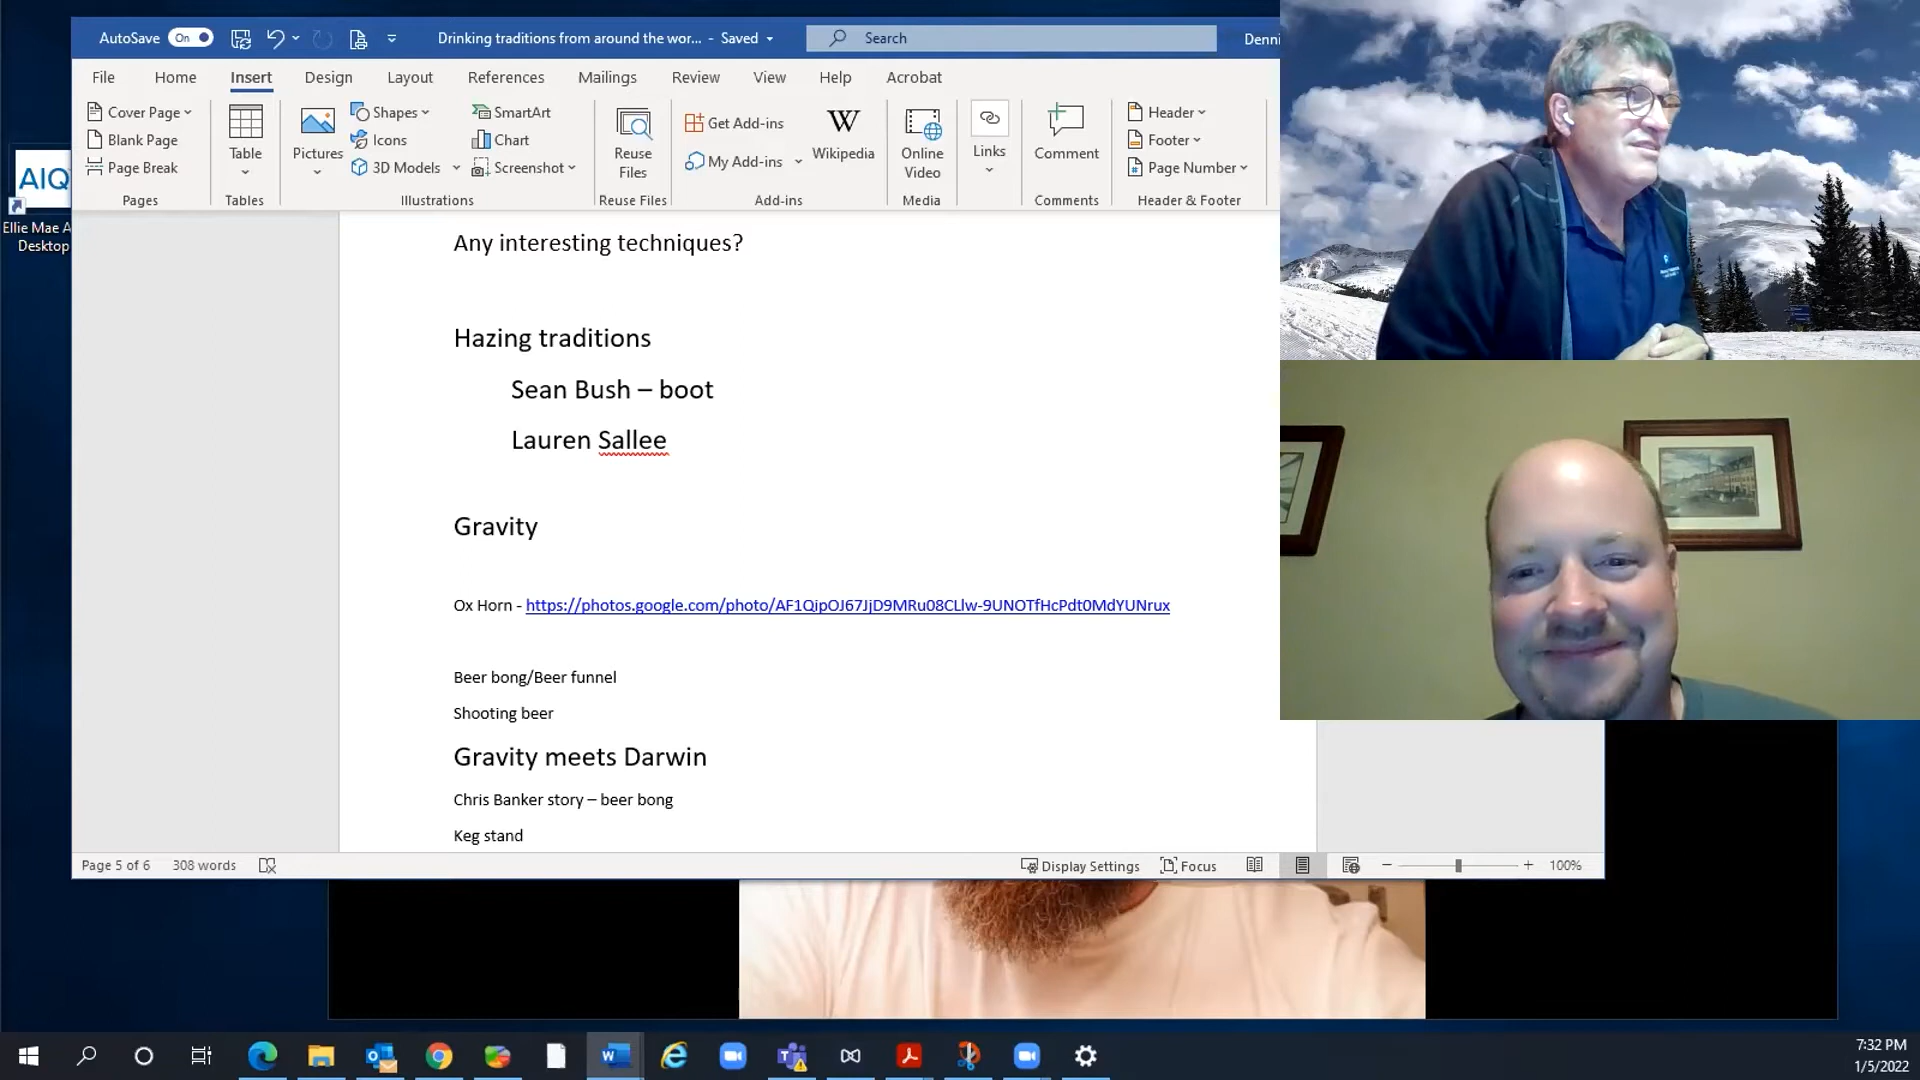 AutoSave On Drinking traditions from around the wor... - Saved Search Denni
File Home Insert Design Layout References Mailings Review View Help Acrobat
Cover Page
Blank Page
Page Break
Pages
Table
Tables
Pictures
Shapes
Icons
3D Models
SmartArt
Chart
Screenshot
Illustrations
Reuse
Files
Reuse Files
Get Add-ins
My Add-ins
Wikipedia
Add-ins
Online
Video
Media
Links
Comment
Comments
Header
Footer
Page Number
Header & Footer
AIQ
Ellie Mae A
Desktop
Any interesting techniques?
Hazing traditions
Sean Bush – boot
Lauren Sallee
Gravity
Ox Horn - https://photos.google.com/photo/AF1QipOJ67JjD9MRu08CLlw-9UNOTfHcPdt0MdYUNrux
Beer bong/Beer funnel
Shooting beer
Gravity meets Darwin
Chris Banker story – beer bong
Keg stand
Page 5 of 6 308 words Display Settings Focus 100%
7:32 PM
1/5/2022